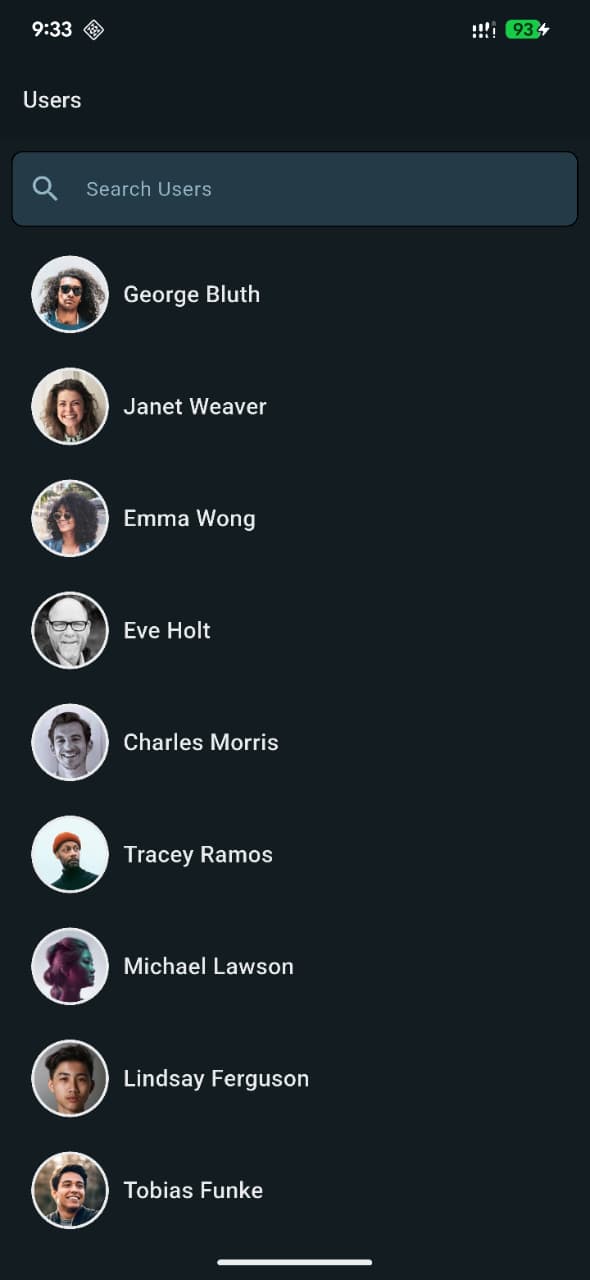 9:33
93
Users
Search Users
George Bluth
Janet Weaver
Emma Wong
Eve Holt
Charles Morris
Tracey Ramos
Michael Lawson
Lindsay Ferguson
Tobias Funke